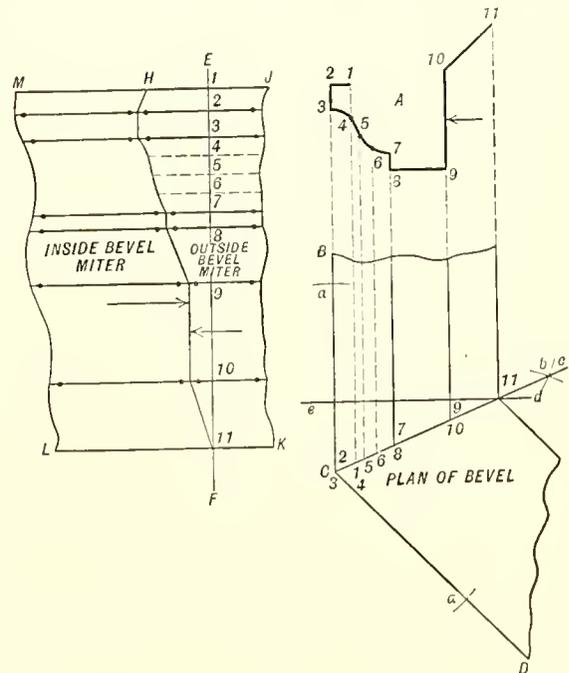 E
M
H
1
J
2
3
4
5
6
7
8
INSIDE BEVEL
MITER
OUTSIDE
BEVEL
MITER
9
10
11
L
K
F
11
10
2 1
3
A
4
5
6
7
8
9
B
a
b/c
11
d
e
9
10
7
8
6
5
4
1
2
C
3
PLAN OF BEVEL
a
D